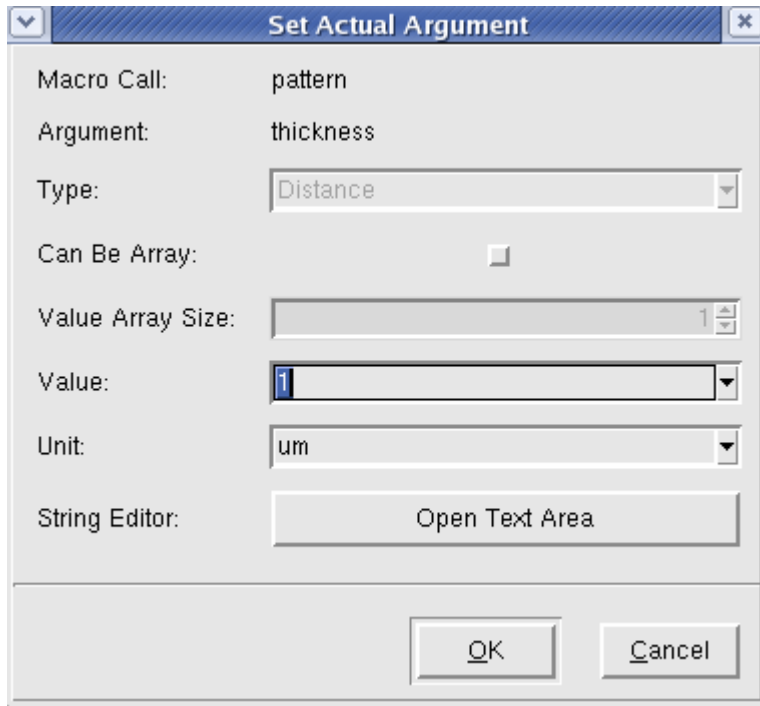 Set Actual Argument
Macro Call: pattern
Argument: thickness
Type: Distance
Can Be Array:
Value Array Size: 1
Value: 1
Unit: um
String Editor: Open Text Area
OK Cancel